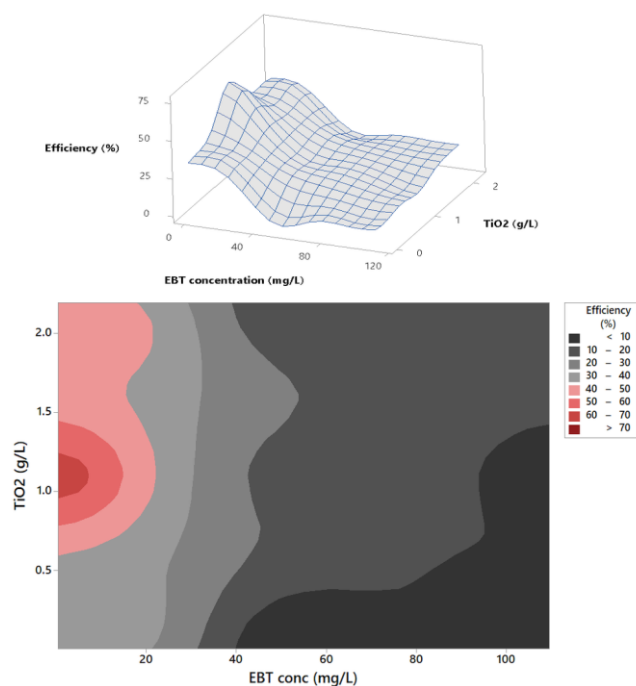 75
50
Efficiency (%)
25
2
0
1
TiO2 (g/L)
0
0
40
80
120
EBT concentration (mg/L)
Efficiency
(%)
< 10
10 – 20
20 – 30
30 – 40
40 – 50
50 – 60
60 – 70
> 70
2.0
1.5
TiO2 (g/L)
1.0
0.5
20 40 60 80 100
EBT conc (mg/L)